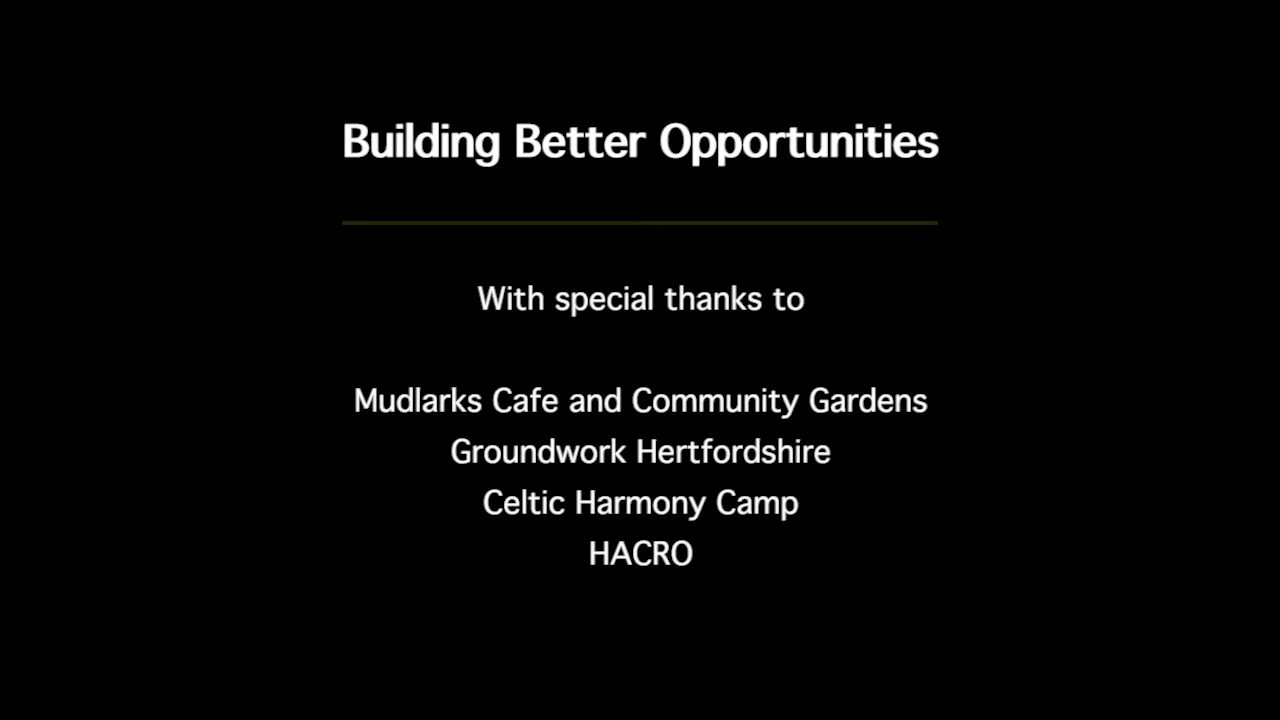 Building Better Opportunities
With special thanks to
Mudlarks Cafe and Community Gardens
Groundwork Hertfordshire
Celtic Harmony Camp
HACRO